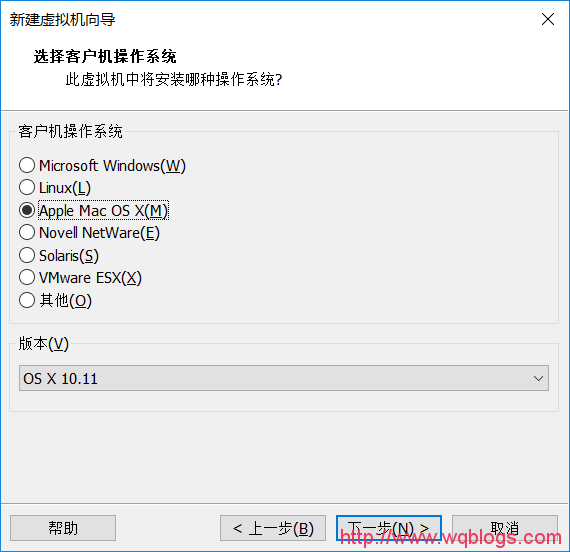 新建虚拟机向导
选择客户机操作系统
此虚拟机中将安装哪种操作系统?
客户机操作系统
Microsoft Windows(W)
Linux(L)
Apple Mac OS X(M)
Novell NetWare(E)
Solaris(S)
VMware ESX(X)
其他(O)
版本(V)
OS X 10.11
帮助
< 上一步(B)
下一步(N) >
取消
http://www.wqblogs.com